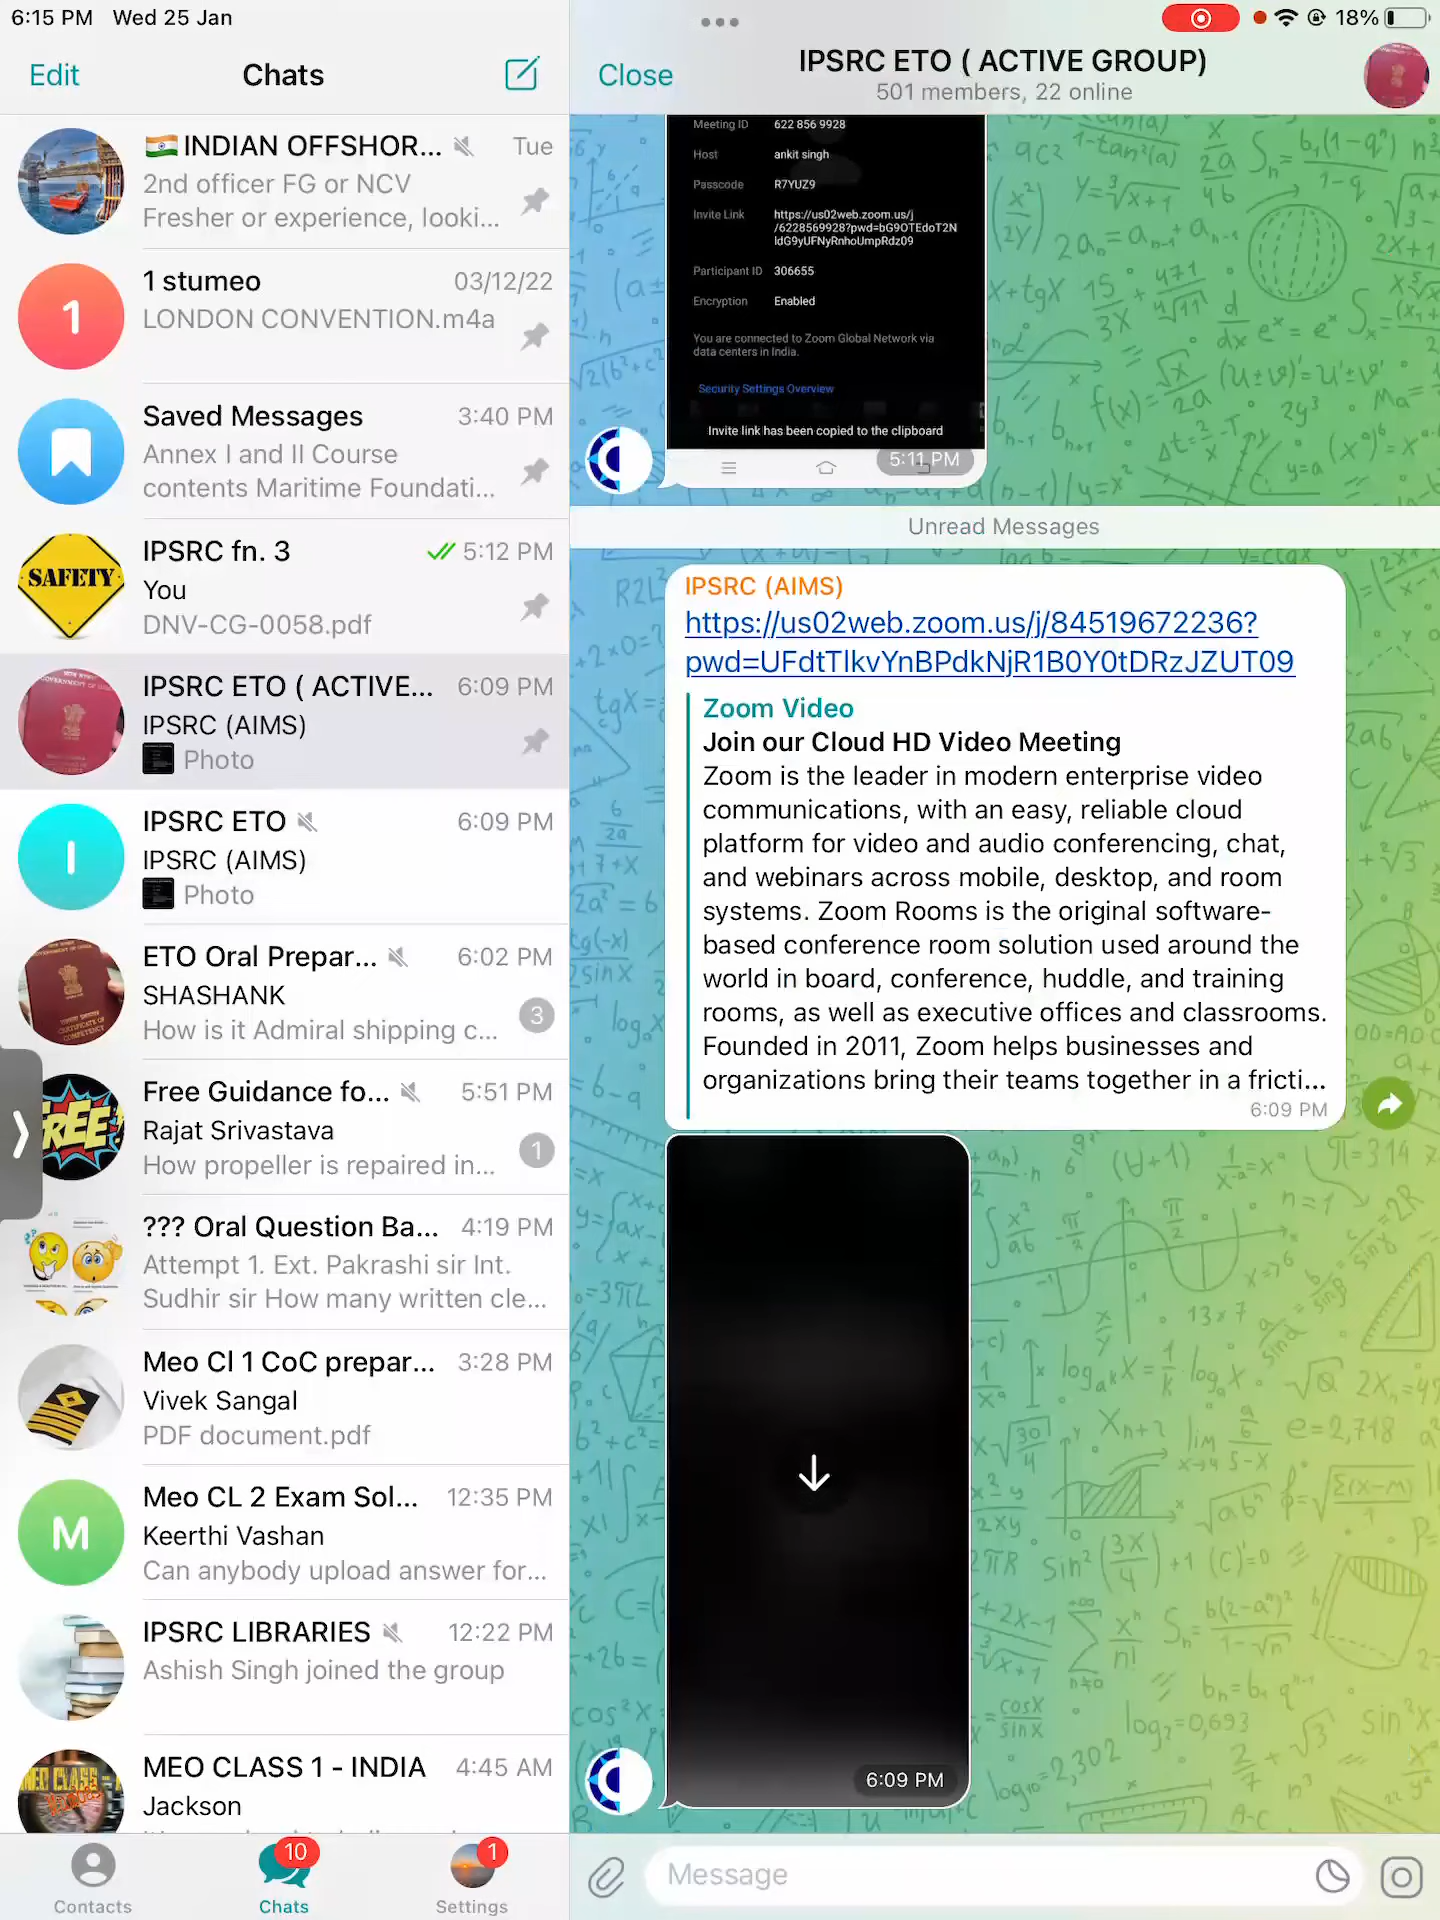 6:15 PM Wed 25 Jan
18%
Edit
Chats
🇮🇳INDIAN OFFSHOR... Tue
2nd officer FG or NCV
Fresher or experience, looki...
1
1 stumeo 03/12/22
LONDON CONVENTION.m4a
Saved Messages 3:40 PM
Annex I and II Course
contents Maritime Foundati...
SAFETY
IPSRC fn. 3 5:12 PM
You
DNV-CG-0058.pdf
IPSRC ETO ( ACTIVE... 6:09 PM
IPSRC (AIMS)
Photo
I
IPSRC ETO 6:09 PM
IPSRC (AIMS)
Photo
ETO Oral Prepar... 6:02 PM
SHASHANK
How is it Admiral shipping c... 3
FREE
Free Guidance fo... 5:51 PM
Rajat Srivastava
How propeller is repaired in... 1
??? Oral Question Ba... 4:19 PM
Attempt 1. Ext. Pakrashi sir Int.
Sudhir sir How many written cle...
Meo Cl 1 CoC prepar... 3:28 PM
Vivek Sangal
PDF document.pdf
M
Meo CL 2 Exam Sol... 12:35 PM
Keerthi Vashan
Can anybody upload answer for...
IPSRC LIBRARIES 12:22 PM
Ashish Singh joined the group
MEO CLASS 1 - INDIA 4:45 AM
Jackson
Contacts
10
Chats
1
Settings
Close
IPSRC ETO ( ACTIVE GROUP)
501 members, 22 online
Meeting ID 622 856 9928
Host ankit singh
Passcode R7YUZ9
Invite Link https://us02web.zoom.us/j
/6228569928?pwd=bG9OTEdoT2N
ldG9yUFNyRnhoUmpRdz09
Participant ID 306655
Encryption Enabled
You are connected to Zoom Global Network via
data centers in India.
Security Settings Overview
Invite link has been copied to the clipboard
5:11 PM
Unread Messages
IPSRC (AIMS)
https://us02web.zoom.us/j/84519672236?
pwd=UFdtTlkvYnBPdkNjR1B0Y0tDRzJZUT09
Zoom Video
Join our Cloud HD Video Meeting
Zoom is the leader in modern enterprise video
communications, with an easy, reliable cloud
platform for video and audio conferencing, chat,
and webinars across mobile, desktop, and room
systems. Zoom Rooms is the original software-
based conference room solution used around the
world in board, conference, huddle, and training
rooms, as well as executive offices and classrooms.
Founded in 2011, Zoom helps businesses and
organizations bring their teams together in a fricti...
6:09 PM
6:09 PM
Message